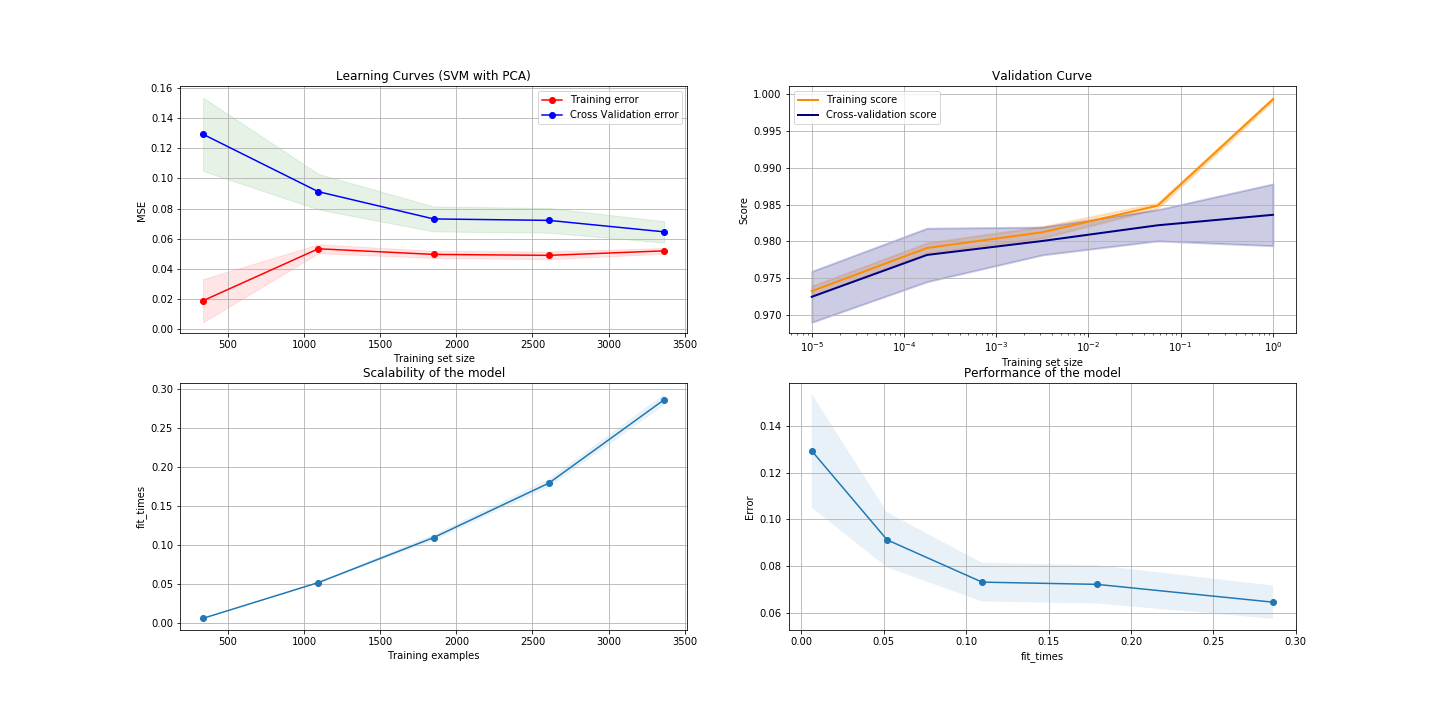 Learning Curves (SVM with PCA)
0.16
0.14
0.12
0.10
0.08
0.06
0.04
0.02
0.00
MSE
Training error
Cross Validation error
500 1000 1500 2000 2500 3000 3500
Training set size
Validation Curve
1.000
0.995
0.990
0.985
0.980
0.975
0.970
Score
Training score
Cross-validation score
10⁻⁵ 10⁻⁴ 10⁻³ 10⁻² 10⁻¹ 10⁰
Training set size
Scalability of the model
0.30
0.25
0.20
0.15
0.10
0.05
0.00
fit_times
500 1000 1500 2000 2500 3000 3500
Training examples
Performance of the model
0.14
0.12
0.10
0.08
0.06
Error
0.00 0.05 0.10 0.15 0.20 0.25 0.30
fit_times